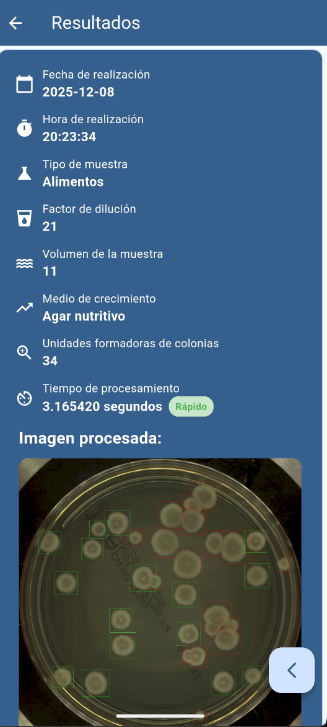 Resultados
Fecha de realización
2025-12-08
Hora de realización
20:23:34
Tipo de muestra
Alimentos
Factor de dilución
21
Volumen de la muestra
11
Medio de crecimiento
Agar nutritivo
Unidades formadoras de colonias
34
Tiempo de procesamiento
3.165420 segundos Rápido
Imagen procesada: